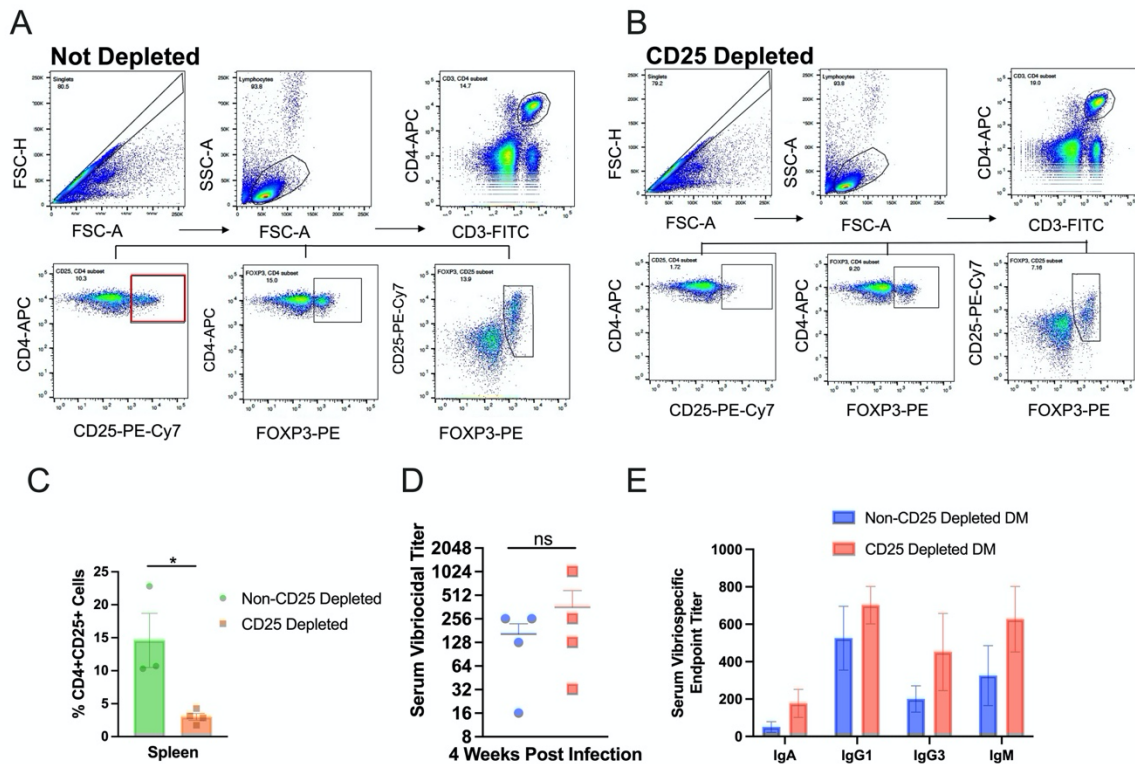 A
Not Depleted
Singlets
80.5
Lymphocytes
93.8
CD3, CD4 subset
14.7
FSC-H
SSC-A
CD4-APC
FSC-A
FSC-A
CD3-FITC
CD25, CD4 subset
10.3
FOXP3, CD4 subset
15.0
FOXP3, CD25 subset
13.9
CD4-APC
CD4-APC
CD25-PE-Cy7
CD25-PE-Cy7
FOXP3-PE
FOXP3-PE
B
CD25 Depleted
Singlets
79.2
Lymphocytes
93.8
CD3, CD4 subset
19.0
FSC-H
SSC-A
CD4-APC
FSC-A
FSC-A
CD3-FITC
CD25, CD4 subset
1.72
FOXP3, CD4 subset
9.20
FOXP3, CD25 subset
7.16
CD4-APC
CD4-APC
CD25-PE-Cy7
CD25-PE-Cy7
FOXP3-PE
FOXP3-PE
C
% CD4+CD25+ Cells
25
20
15
10
5
0
*
Spleen
Non-CD25 Depleted
CD25 Depleted
D
Serum Vibriocidal Titer
2048
1024
512
256
128
64
32
16
8
ns
4 Weeks Post Infection
E
Non-CD25 Depleted DM
CD25 Depleted DM
Serum Vibriospecific
Endpoint Titer
1000
800
600
400
200
0
IgA
IgG1
IgG3
IgM